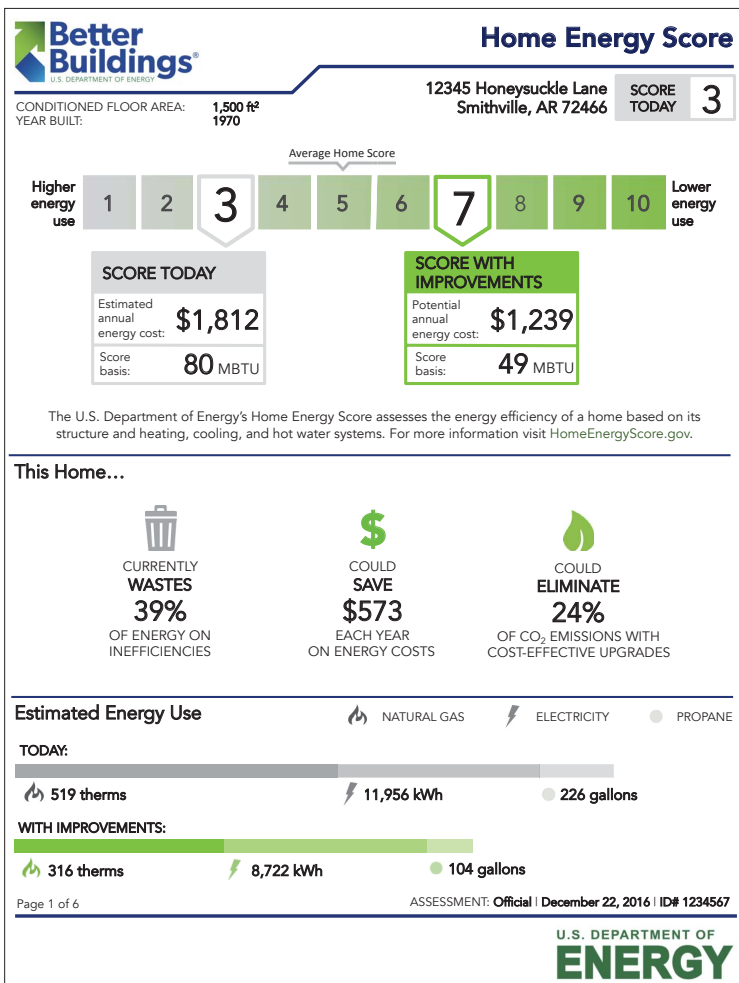 Better
Buildings®
U.S. DEPARTMENT OF ENERGY
Home Energy Score
CONDITIONED FLOOR AREA: 1,500 ft²
YEAR BUILT: 1970
12345 Honeysuckle Lane
Smithville, AR 72466
SCORE
TODAY
3
Average Home Score
Higher
energy
use
1 2 3 4 5 6 7 8 9 10
Lower
energy
use
SCORE TODAY
Estimated
annual
energy cost:
$1,812
Score
basis:
80 MBTU
SCORE WITH
IMPROVEMENTS
Potential
annual
energy cost:
$1,239
Score
basis:
49 MBTU
The U.S. Department of Energy's Home Energy Score assesses the energy efficiency of a home based on its
structure and heating, cooling, and hot water systems. For more information visit HomeEnergyScore.gov.
This Home…
CURRENTLY
WASTES
39%
OF ENERGY ON
INEFFICIENCIES
$
COULD
SAVE
$573
EACH YEAR
ON ENERGY COSTS
COULD
ELIMINATE
24%
OF CO₂ EMISSIONS WITH
COST-EFFECTIVE UPGRADES
Estimated Energy Use
NATURAL GAS ELECTRICITY PROPANE
TODAY:
519 therms 11,956 kWh 226 gallons
WITH IMPROVEMENTS:
316 therms 8,722 kWh 104 gallons
Page 1 of 6
ASSESSMENT: Official | December 22, 2016 | ID# 1234567
U.S. DEPARTMENT OF
ENERGY